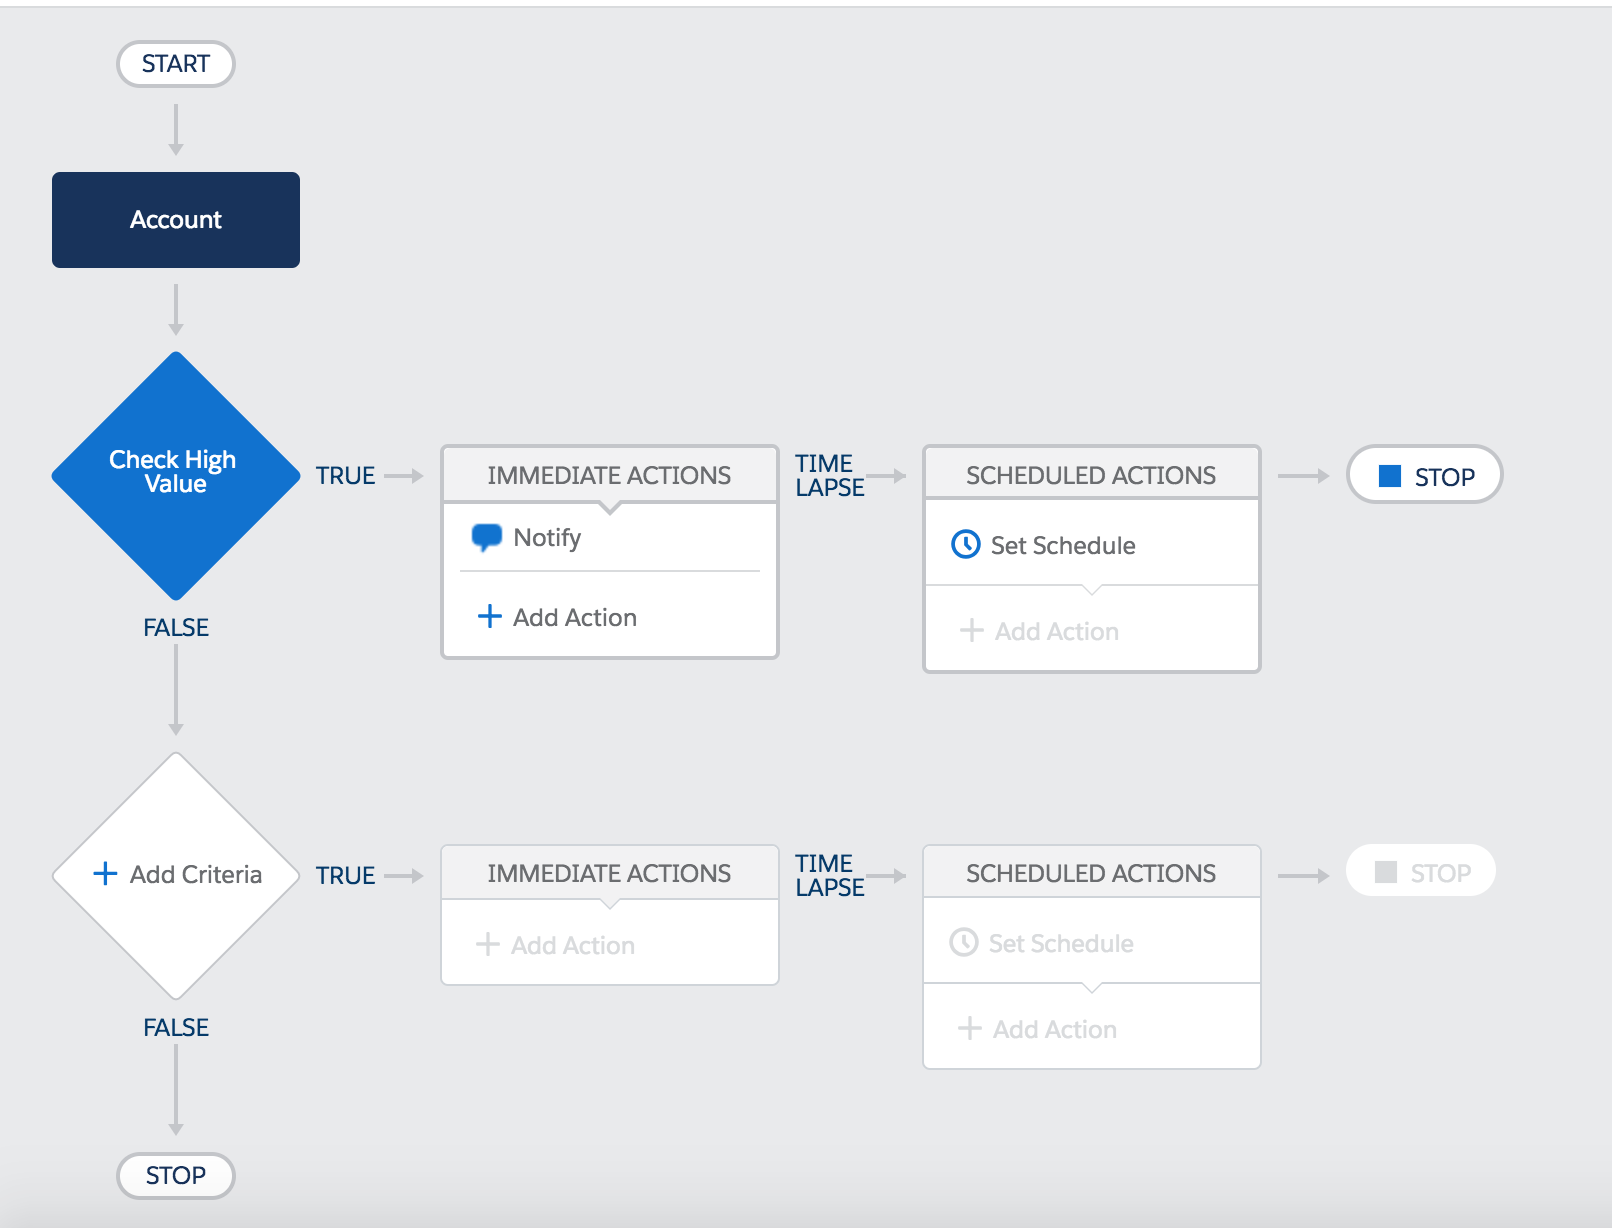 START
Account
Check High
Value
TRUE
IMMEDIATE ACTIONS
Notify
Add Action
TIME
LAPSE
SCHEDULED ACTIONS
Set Schedule
Add Action
STOP
FALSE
Add Criteria
TRUE
IMMEDIATE ACTIONS
Add Action
TIME
LAPSE
SCHEDULED ACTIONS
Set Schedule
Add Action
STOP
FALSE
STOP